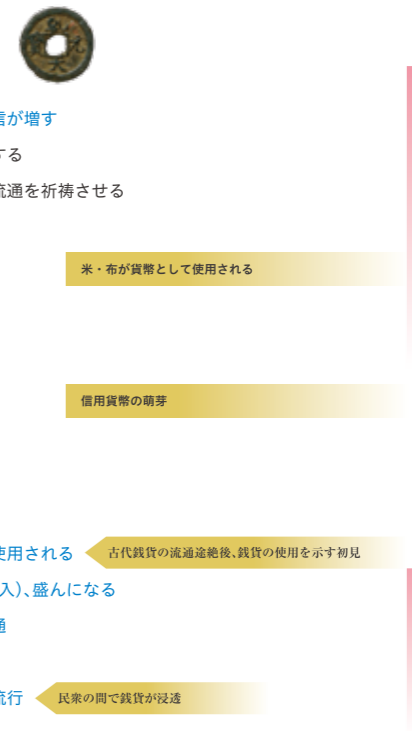 信が増す
する
流通を祈祷させる
米・布が貨幣として使用される
信用貨幣の萌芽
使用される
古代銭貨の流通途絶後、銭貨の使用を示す初見
入)、盛んになる
通
流行
民衆の間で銭貨が浸透